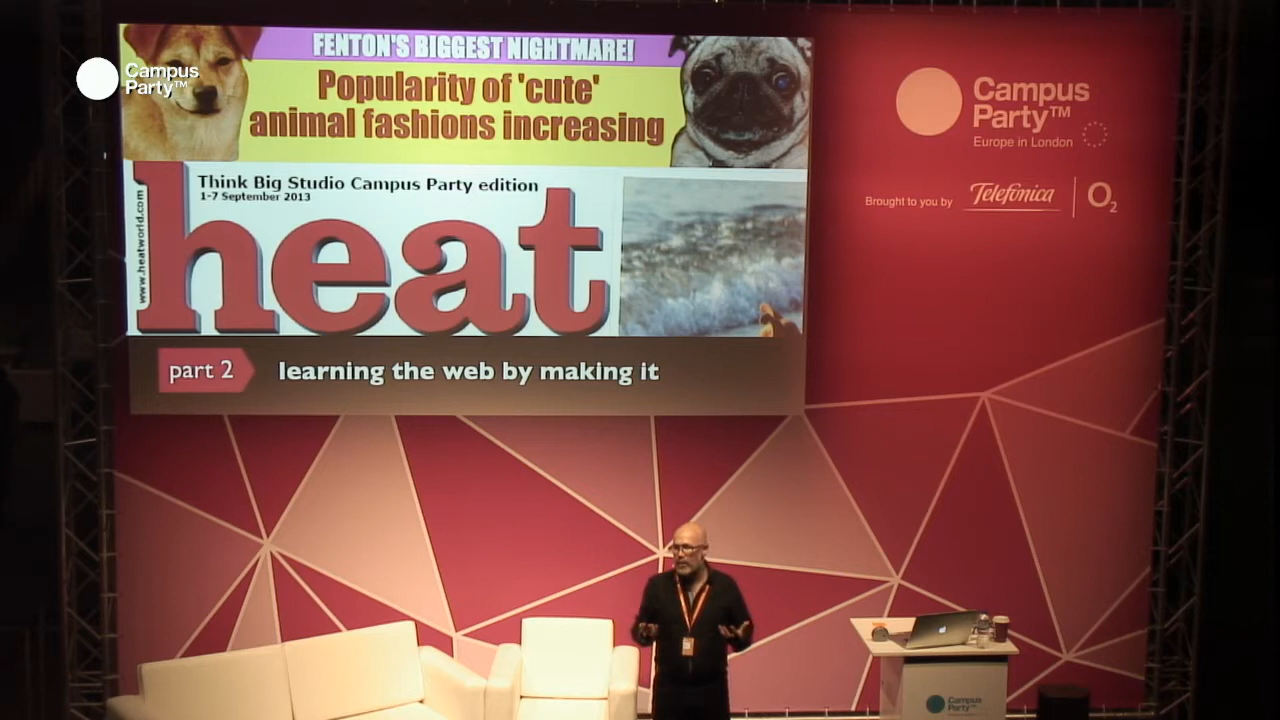 FENTON'S BIGGEST NIGHTMARE!
Popularity of 'cute'
animal fashions increasing
Campus
Party™
Think Big Studio Campus Party edition
1-7 September 2013
www.heatworld.com
heat
part 2
learning the web by making it
Campus
Party™
Europe in London
Brought to you by
Telefónica
O2
Campus
Party